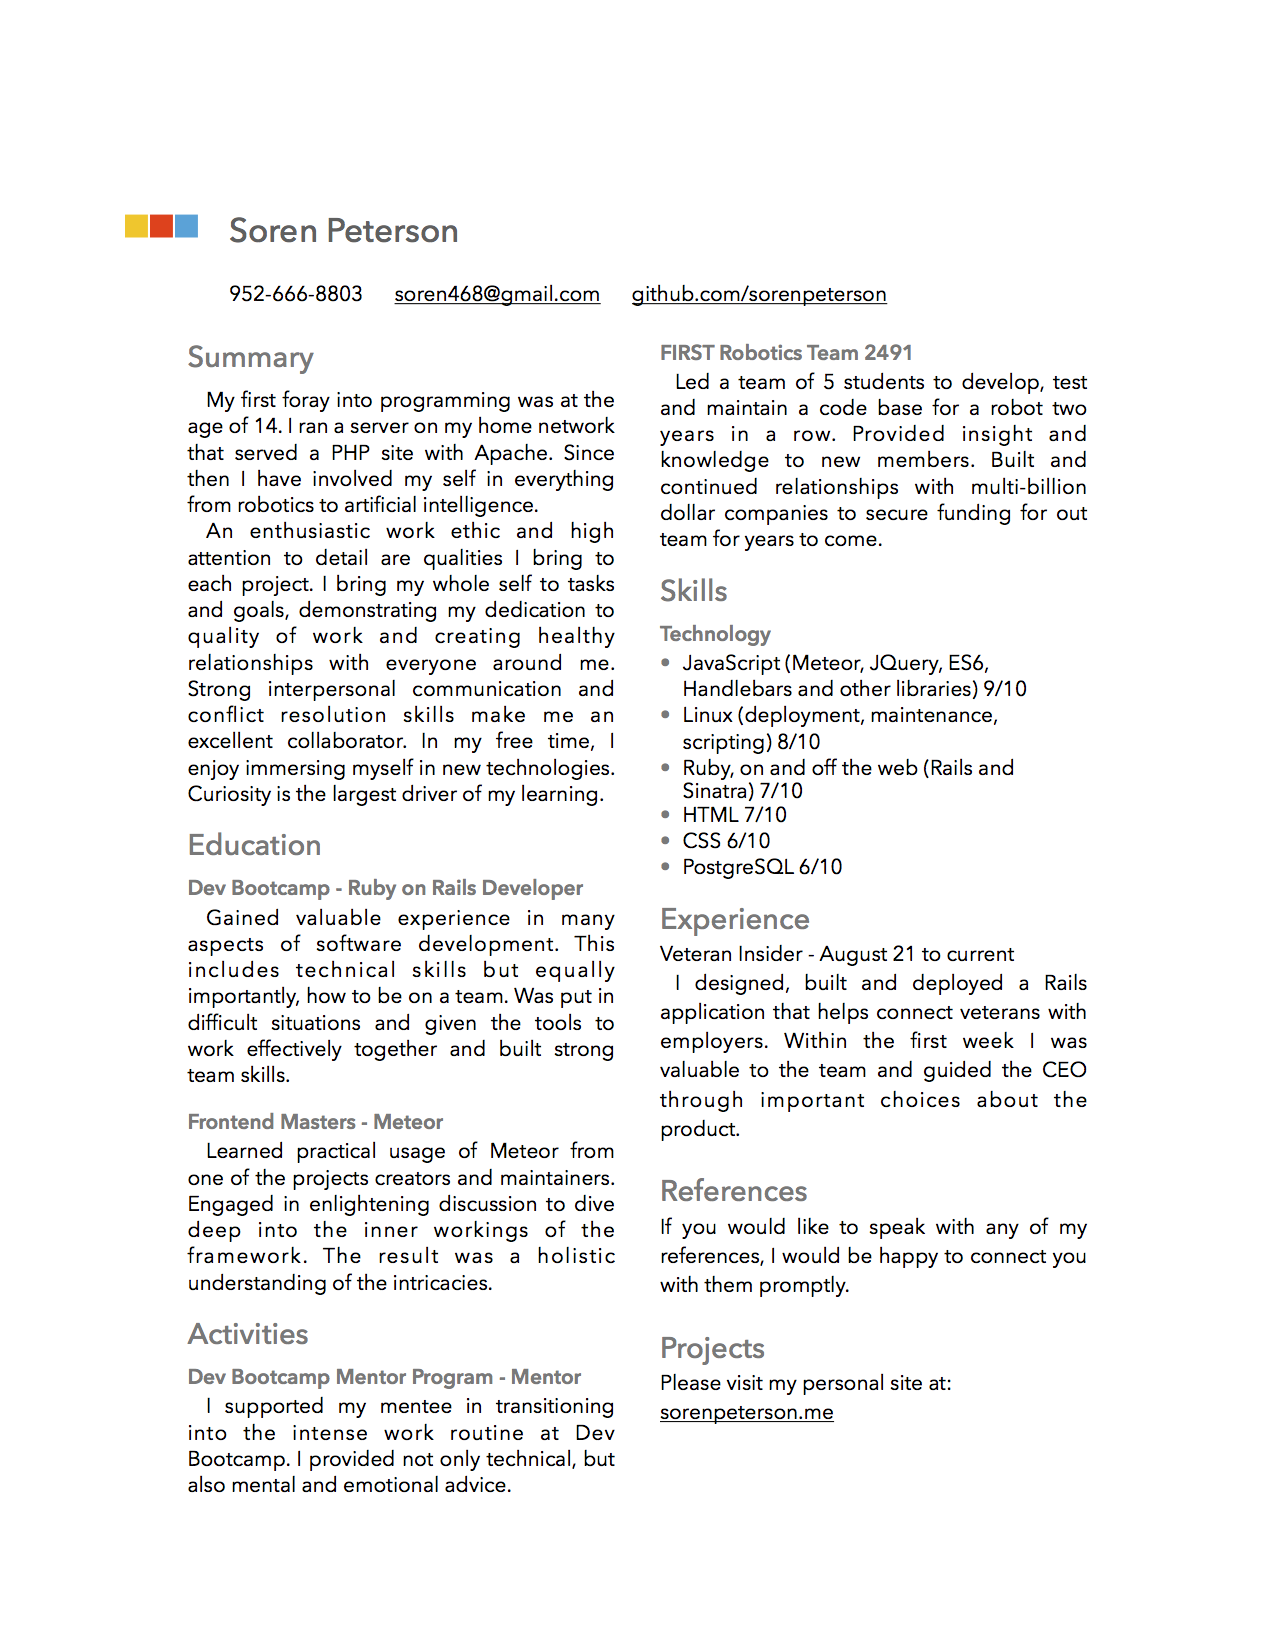 Soren Peterson
952-666-8803 soren468@gmail.com github.com/sorenpeterson
Summary
My first foray into programming was at the
age of 14. I ran a server on my home network
that served a PHP site with Apache. Since
then I have involved my self in everything
from robotics to artificial intelligence.
An enthusiastic work ethic and high
attention to detail are qualities I bring to
each project. I bring my whole self to tasks
and goals, demonstrating my dedication to
quality of work and creating healthy
relationships with everyone around me.
Strong interpersonal communication and
conflict resolution skills make me an
excellent collaborator. In my free time, I
enjoy immersing myself in new technologies.
Curiosity is the largest driver of my learning.
Education
Dev Bootcamp - Ruby on Rails Developer
Gained valuable experience in many
aspects of software development. This
includes technical skills but equally
importantly, how to be on a team. Was put in
difficult situations and given the tools to
work effectively together and built strong
team skills.
Frontend Masters - Meteor
Learned practical usage of Meteor from
one of the projects creators and maintainers.
Engaged in enlightening discussion to dive
deep into the inner workings of the
framework. The result was a holistic
understanding of the intricacies.
Activities
Dev Bootcamp Mentor Program - Mentor
I supported my mentee in transitioning
into the intense work routine at Dev
Bootcamp. I provided not only technical, but
also mental and emotional advice.
FIRST Robotics Team 2491
Led a team of 5 students to develop, test
and maintain a code base for a robot two
years in a row. Provided insight and
knowledge to new members. Built and
continued relationships with multi-billion
dollar companies to secure funding for out
team for years to come.
Skills
Technology
• JavaScript (Meteor, JQuery, ES6,
Handlebars and other libraries) 9/10
• Linux (deployment, maintenance,
scripting) 8/10
• Ruby, on and off the web (Rails and
Sinatra) 7/10
• HTML 7/10
• CSS 6/10
• PostgreSQL 6/10
Experience
Veteran Insider - August 21 to current
I designed, built and deployed a Rails
application that helps connect veterans with
employers. Within the first week I was
valuable to the team and guided the CEO
through important choices about the
product.
References
If you would like to speak with any of my
references, I would be happy to connect you
with them promptly.
Projects
Please visit my personal site at:
sorenpeterson.me